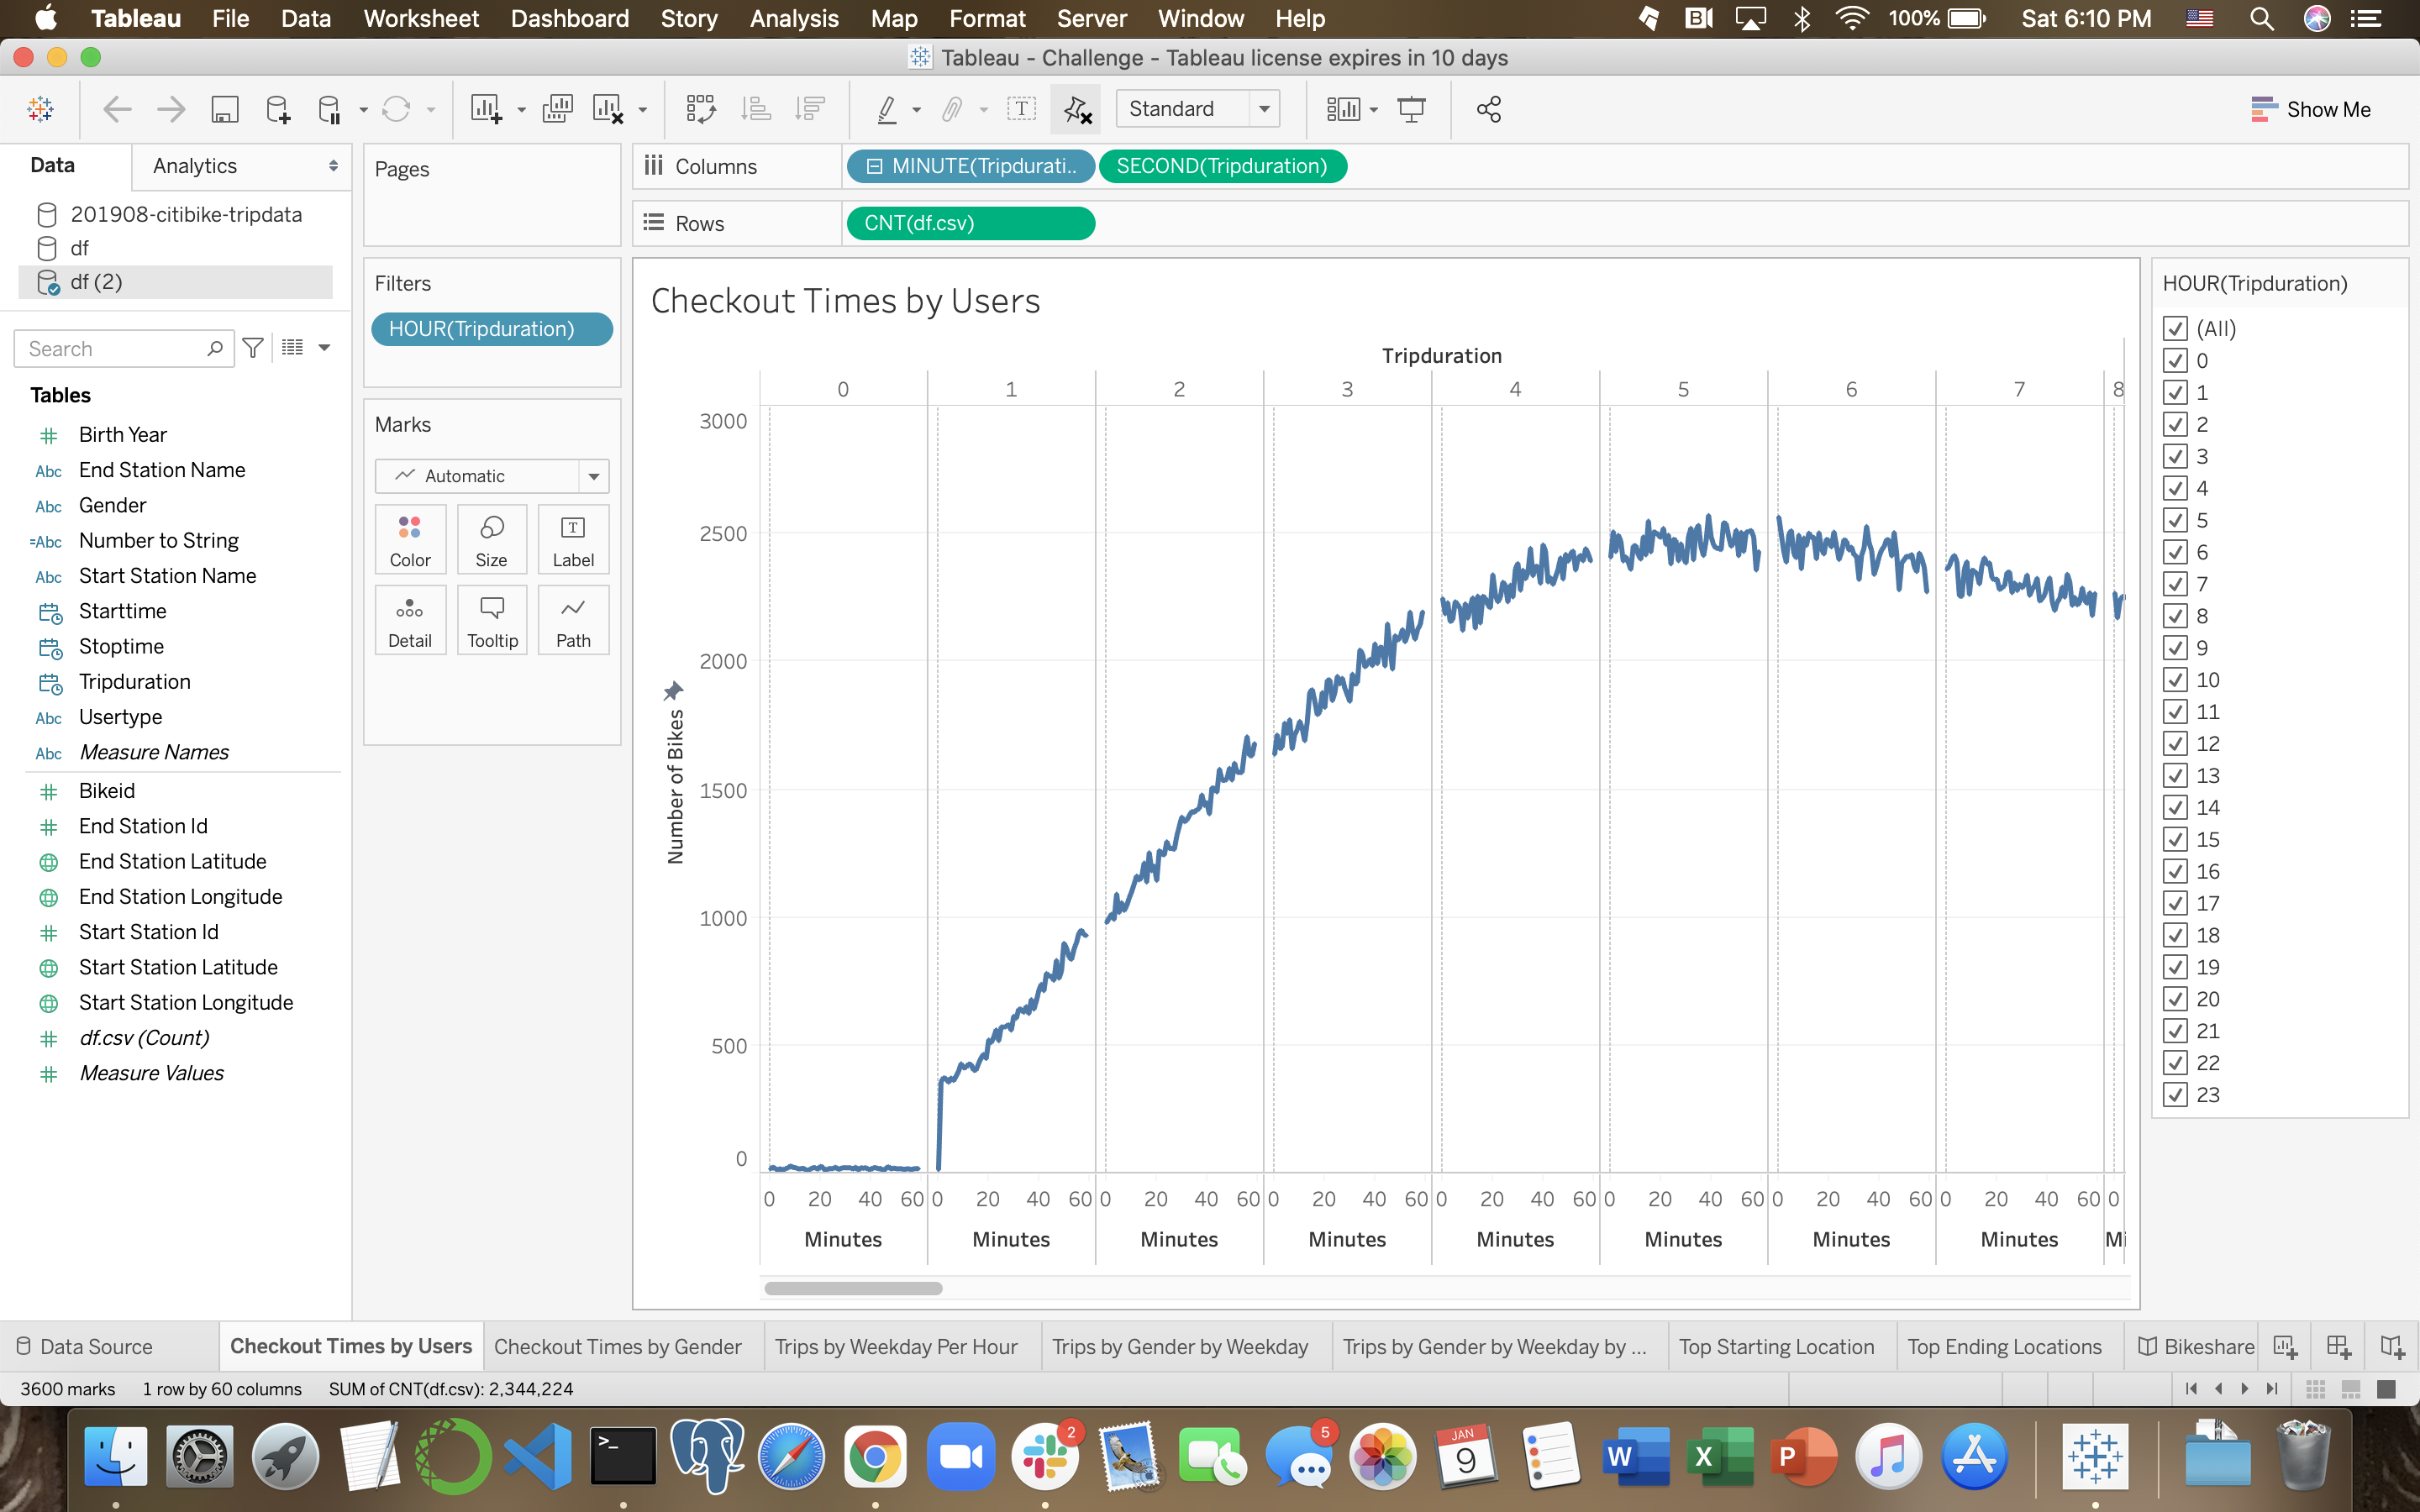 Tableau File Data Worksheet Dashboard Story Analysis Map Format Server Window Help 100% Sat 6:10 PM
Tableau - Challenge - Tableau license expires in 10 days
Standard Show Me
Data Analytics
201908-citibike-tripdata
df
df (2)
Search
Tables
Birth Year
Abc End Station Name
Abc Gender
=Abc Number to String
Abc Start Station Name
Starttime
Stoptime
Tripduration
Abc Usertype
Abc Measure Names
Bikeid
End Station Id
End Station Latitude
End Station Longitude
Start Station Id
Start Station Latitude
Start Station Longitude
df.csv (Count)
Measure Values
Pages
Filters
HOUR(Tripduration)
Marks
Automatic
Color Size Label
Detail Tooltip Path
Columns MINUTE(Tripdurati.. SECOND(Tripduration)
Rows CNT(df.csv)
Checkout Times by Users
Tripduration
0 1 2 3 4 5 6 7 8
3000
2500
2000
1500
1000
500
0
Number of Bikes
0 20 40 60 0 20 40 60 0 20 40 60 0 20 40 60 0 20 40 60 0 20 40 60 0 20 40 60 0 20 40 60 0
Minutes Minutes Minutes Minutes Minutes Minutes Minutes Minutes Mi
HOUR(Tripduration)
(All)
0
1
2
3
4
5
6
7
8
9
10
11
12
13
14
15
16
17
18
19
20
21
22
23
Data Source Checkout Times by Users Checkout Times by Gender Trips by Weekday Per Hour Trips by Gender by Weekday Trips by Gender by Weekday by ... Top Starting Location Top Ending Locations Bikeshare
3600 marks 1 row by 60 columns SUM of CNT(df.csv): 2,344,224
2 5 JAN 9 W X P